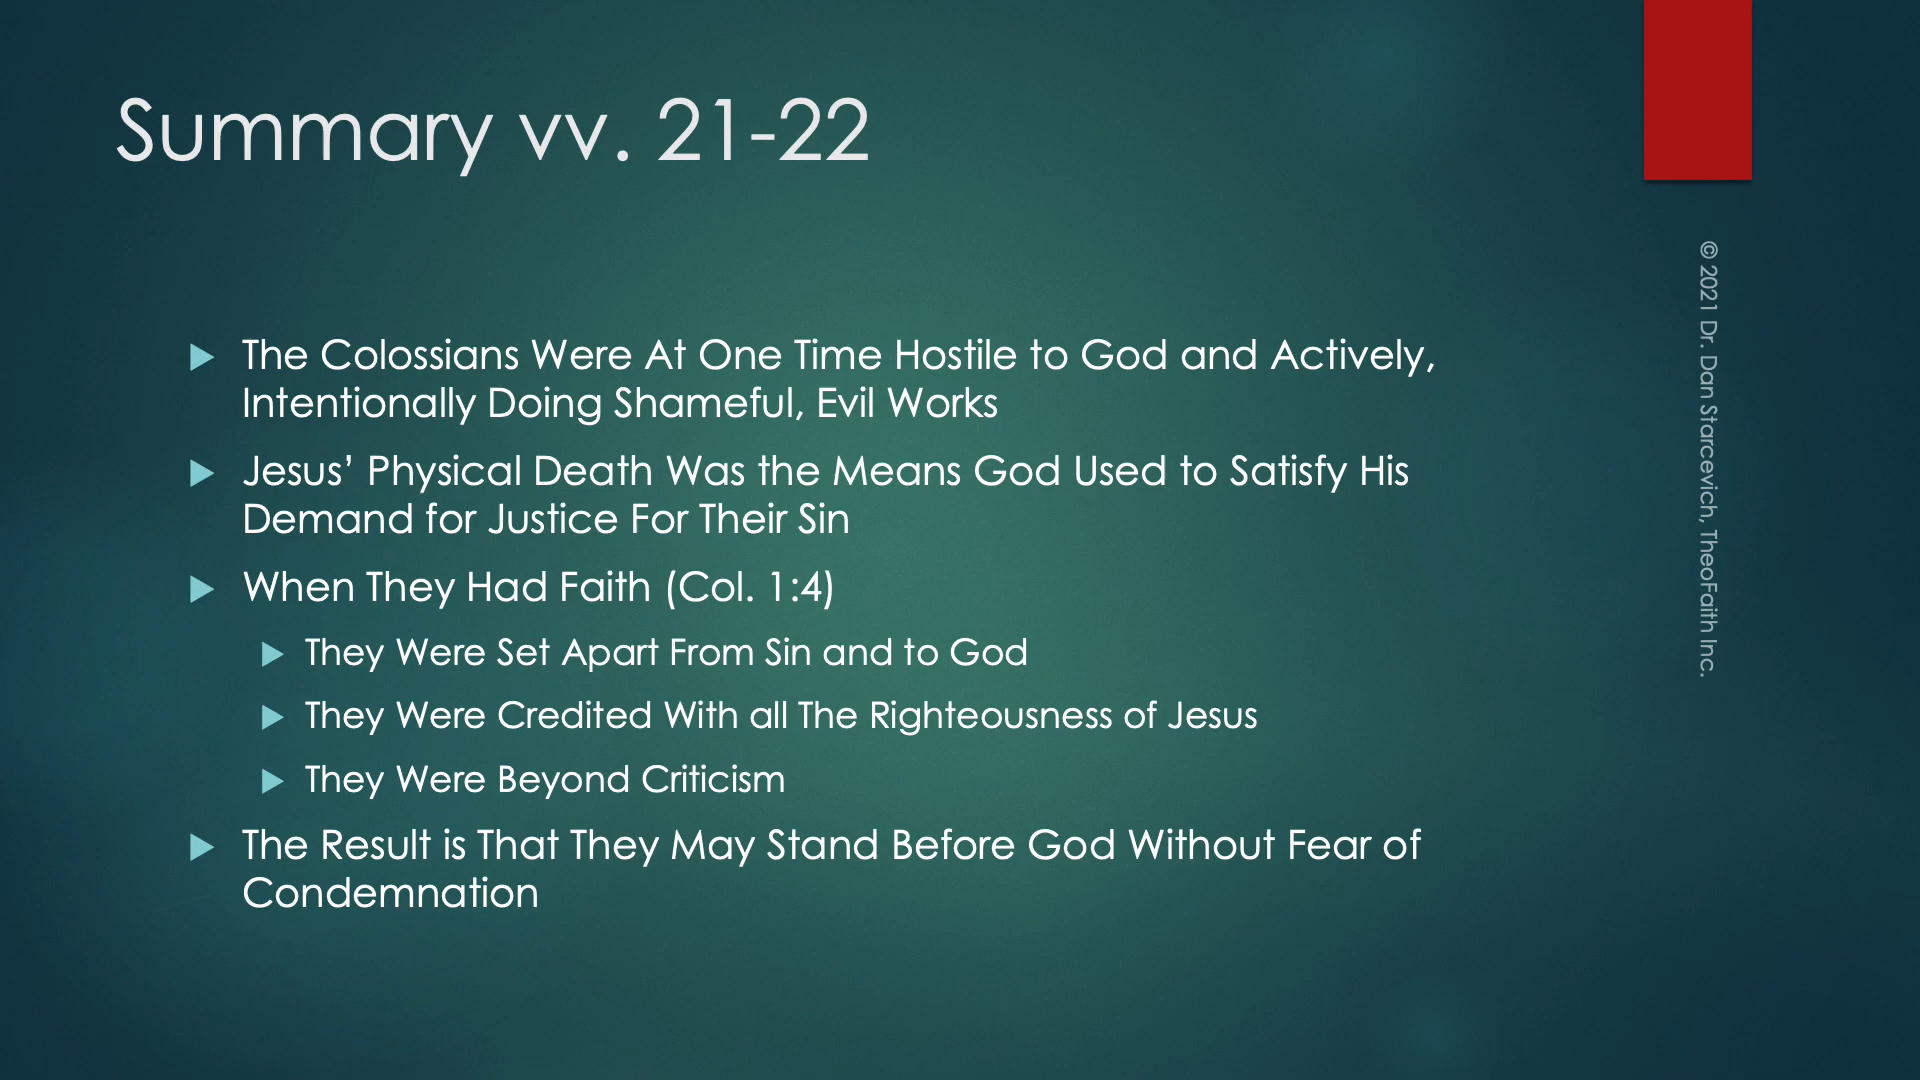 Summary vv. 21-22
The Colossians Were At One Time Hostile to God and Actively,
Intentionally Doing Shameful, Evil Works
Jesus’ Physical Death Was the Means God Used to Satisfy His
Demand for Justice For Their Sin
When They Had Faith (Col. 1:4)
They Were Set Apart From Sin and to God
They Were Credited With all The Righteousness of Jesus
They Were Beyond Criticism
The Result is That They May Stand Before God Without Fear of
Condemnation
© 2021 Dr. Dan Starcevich, TheoFaith Inc.